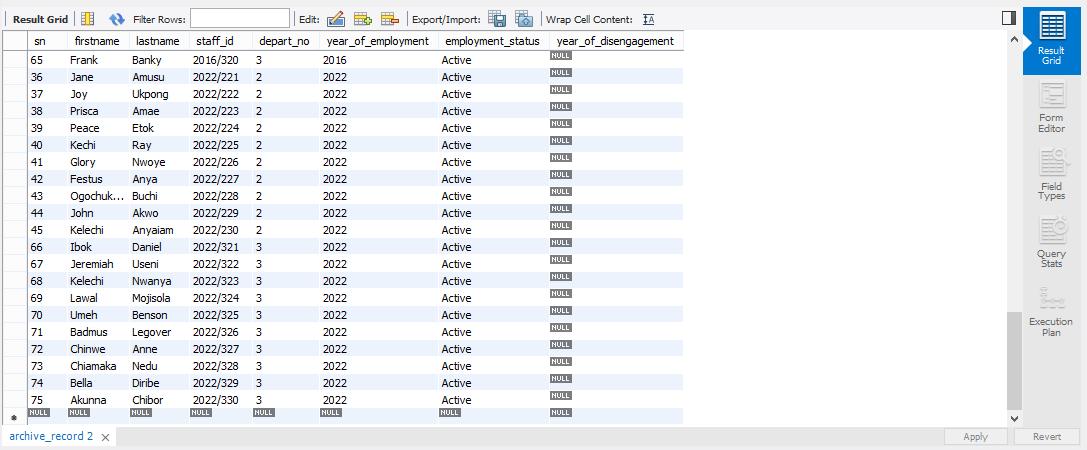 Result Grid Filter Rows: Edit: Export/Import: Wrap Cell Content: IA
sn firstname lastname staff_id depart_no year_of_employment employment_status year_of_disengagement
65 Frank Banky 2016/320 3 2016 Active NULL
36 Jane Amusu 2022/221 2 2022 Active NULL
37 Joy Ukpong 2022/222 2 2022 Active NULL
38 Prisca Amae 2022/223 2 2022 Active NULL
39 Peace Etok 2022/224 2 2022 Active NULL
40 Kechi Ray 2022/225 2 2022 Active NULL
41 Glory Nwoye 2022/226 2 2022 Active NULL
42 Festus Anya 2022/227 2 2022 Active NULL
43 Ogochuk... Buchi 2022/228 2 2022 Active NULL
44 John Akwo 2022/229 2 2022 Active NULL
45 Kelechi Anyaiam 2022/230 2 2022 Active NULL
66 Ibok Daniel 2022/321 3 2022 Active NULL
67 Jeremiah Useni 2022/322 3 2022 Active NULL
68 Kelechi Nwanya 2022/323 3 2022 Active NULL
69 Lawal Mojisola 2022/324 3 2022 Active NULL
70 Umeh Benson 2022/325 3 2022 Active NULL
71 Badmus Legover 2022/326 3 2022 Active NULL
72 Chinwe Anne 2022/327 3 2022 Active NULL
73 Chiamaka Nedu 2022/328 3 2022 Active NULL
74 Bella Diribe 2022/329 3 2022 Active NULL
75 Akunna Chibor 2022/330 3 2022 Active NULL
NULL NULL NULL NULL NULL NULL NULL NULL
archive_record 2
Apply Revert
Result
Grid
Form
Editor
Field
Types
Query
Stats
Execution
Plan